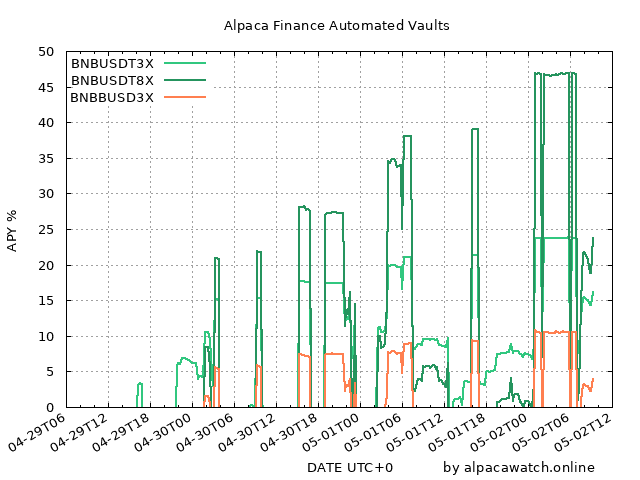 Alpaca Finance Automated Vaults
BNBUSDT3X
BNBUSDT8X
BNBBUSD3X
APY %
50
45
40
35
30
25
20
15
10
5
0
04-29T06
04-29T12
04-29T18
04-30T00
04-30T06
04-30T12
04-30T18
05-01T00
05-01T06
05-01T12
05-01T18
05-02T00
05-02T06
05-02T12
DATE UTC+0
by alpacawatch.online